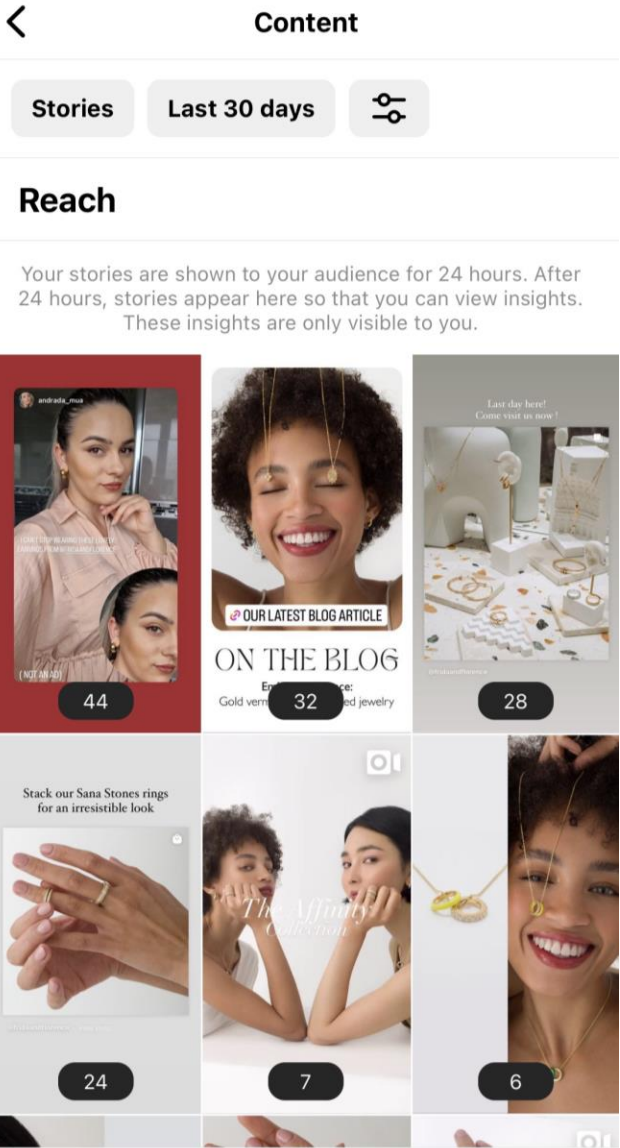 Content
Stories
Last 30 days
Reach
Your stories are shown to your audience for 24 hours. After
24 hours, stories appear here so that you can view insights.
These insights are only visible to you.
andrada_mua
(NOT AN AD)
44
OUR LATEST BLOG ARTICLE
ON THE BLOG
Gold verm
ed jewelry
32
Last day here!
Come visit us now !
28
Stack our Sana Stones rings
for an irresistible look
24
The Affinity
Collection
7
6